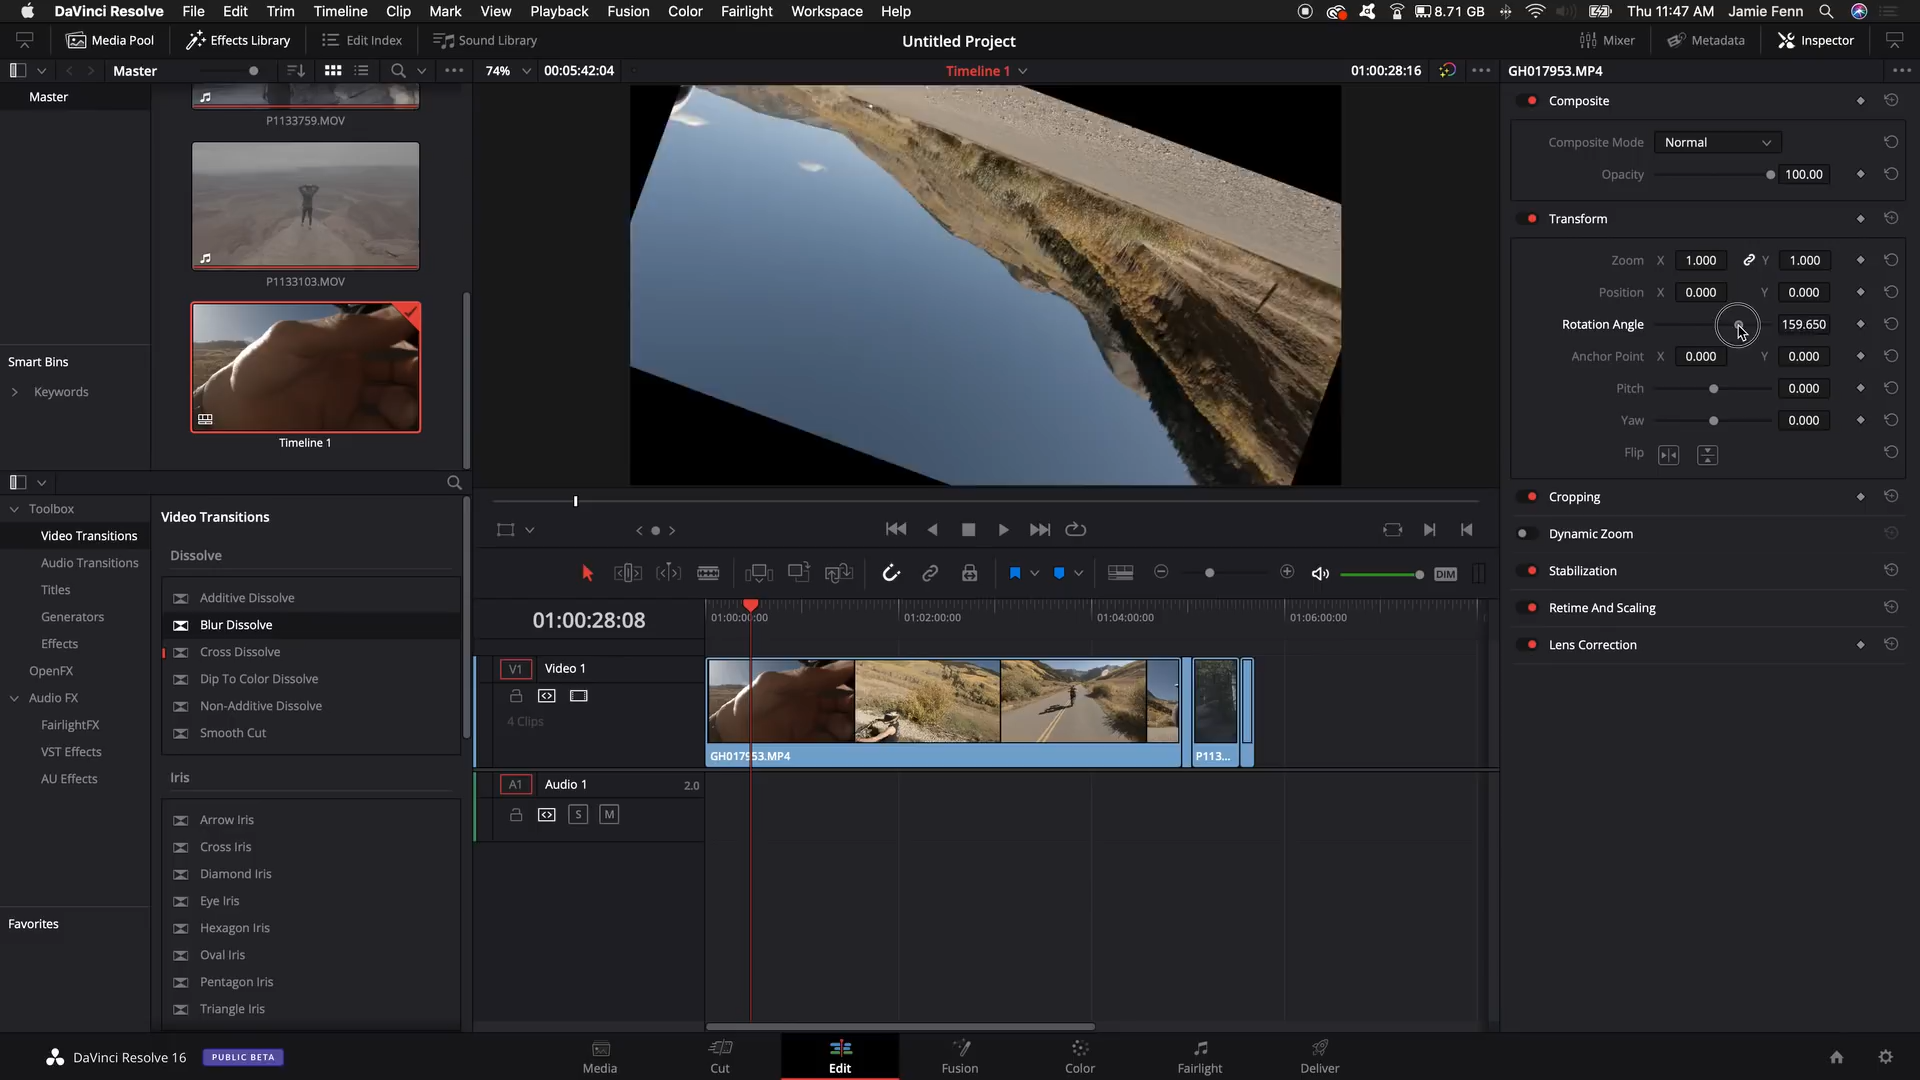 DaVinci Resolve File Edit Trim Timeline Clip Mark View Playback Fusion Color Fairlight Workspace Help 8.71 GB Thu 11:47 AM Jamie Fenn
Media Pool Effects Library Edit Index Sound Library Untitled Project Mixer Metadata Inspector
Master 74% 00:05:42:04 Timeline 1 01:00:28:16 GH017953.MP4
Master
P1133759.MOV
P1133103.MOV
Timeline 1
Smart Bins
Keywords
Composite
Composite Mode Normal
Opacity 100.00
Transform
Zoom X 1.000 Y 1.000
Position X 0.000 Y 0.000
Rotation Angle 159.650
Anchor Point X 0.000 Y 0.000
Pitch 0.000
Yaw 0.000
Flip
Cropping
Dynamic Zoom
Stabilization
Retime And Scaling
Lens Correction
Toolbox
Video Transitions
Audio Transitions
Titles
Generators
Effects
OpenFX
Audio FX
FairlightFX
VST Effects
AU Effects
Favorites
Video Transitions
Dissolve
Additive Dissolve
Blur Dissolve
Cross Dissolve
Dip To Color Dissolve
Non-Additive Dissolve
Smooth Cut
Iris
Arrow Iris
Cross Iris
Diamond Iris
Eye Iris
Hexagon Iris
Oval Iris
Pentagon Iris
Triangle Iris
DIM
01:00:28:08 01:00:00:00 01:02:00:00 01:04:00:00 01:06:00:00
V1 Video 1
4 Clips
GH017953.MP4 P113...
A1 Audio 1 2.0
S M
DaVinci Resolve 16 PUBLIC BETA
Media Cut Edit Fusion Color Fairlight Deliver